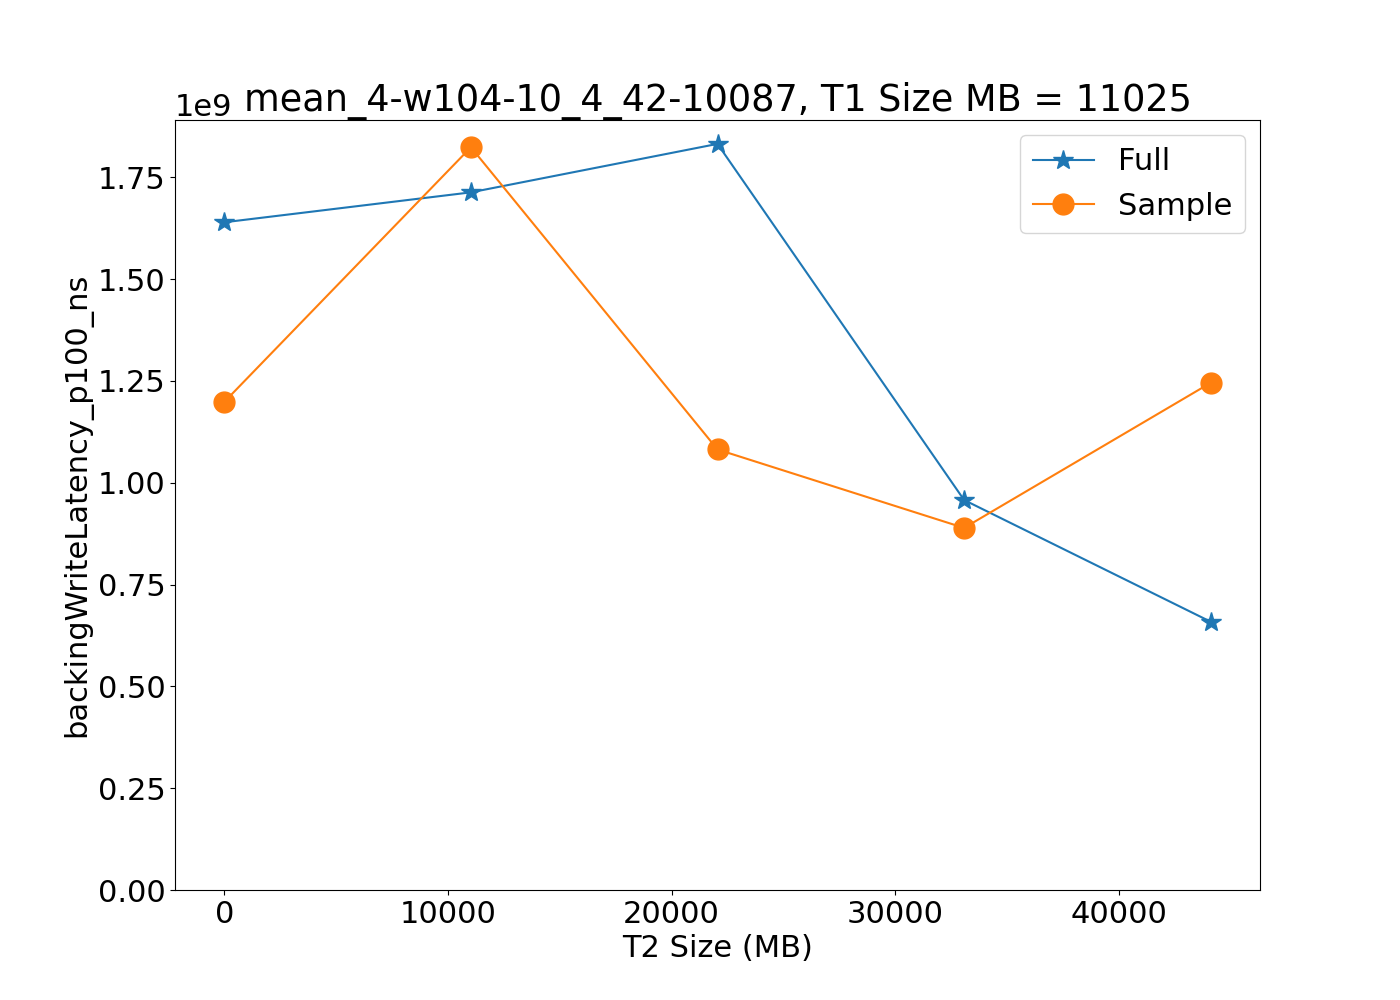 1e9 mean_4-w104-10_4_42-10087, T1 Size MB = 11025
Full
Sample
backingWriteLatency_p100_ns
1.75
1.50
1.25
1.00
0.75
0.50
0.25
0.00
0 10000 20000 30000 40000
T2 Size (MB)